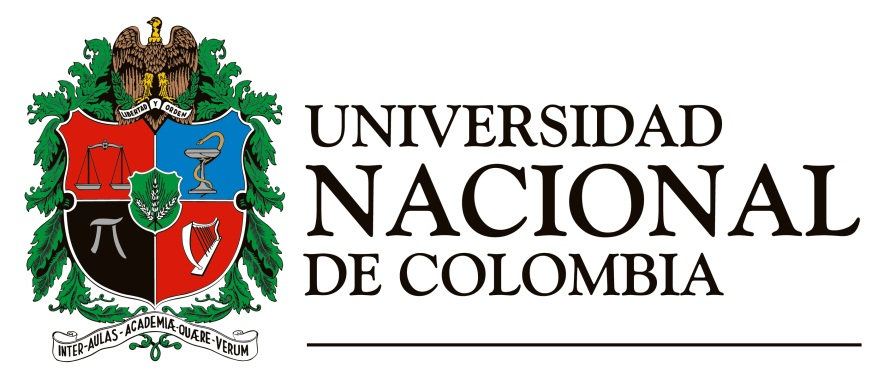 LIBERTAD Y ORDEN
INTER-AULAS-ACADEMIÆ-QUÆRE-VERUM
UNIVERSIDAD
NACIONAL
DE COLOMBIA